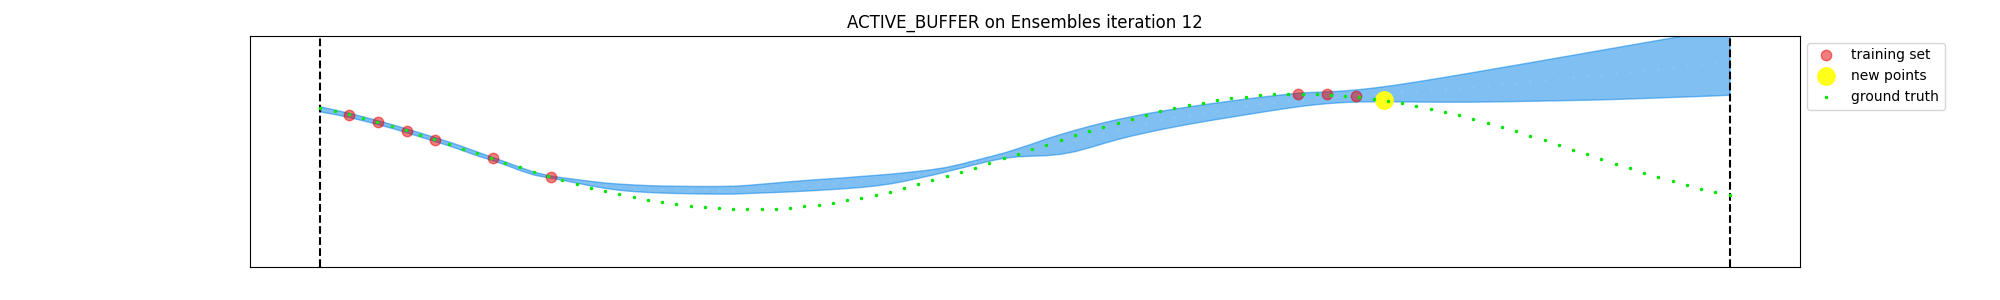 ACTIVE_BUFFER on Ensembles iteration 12
training set
new points
ground truth